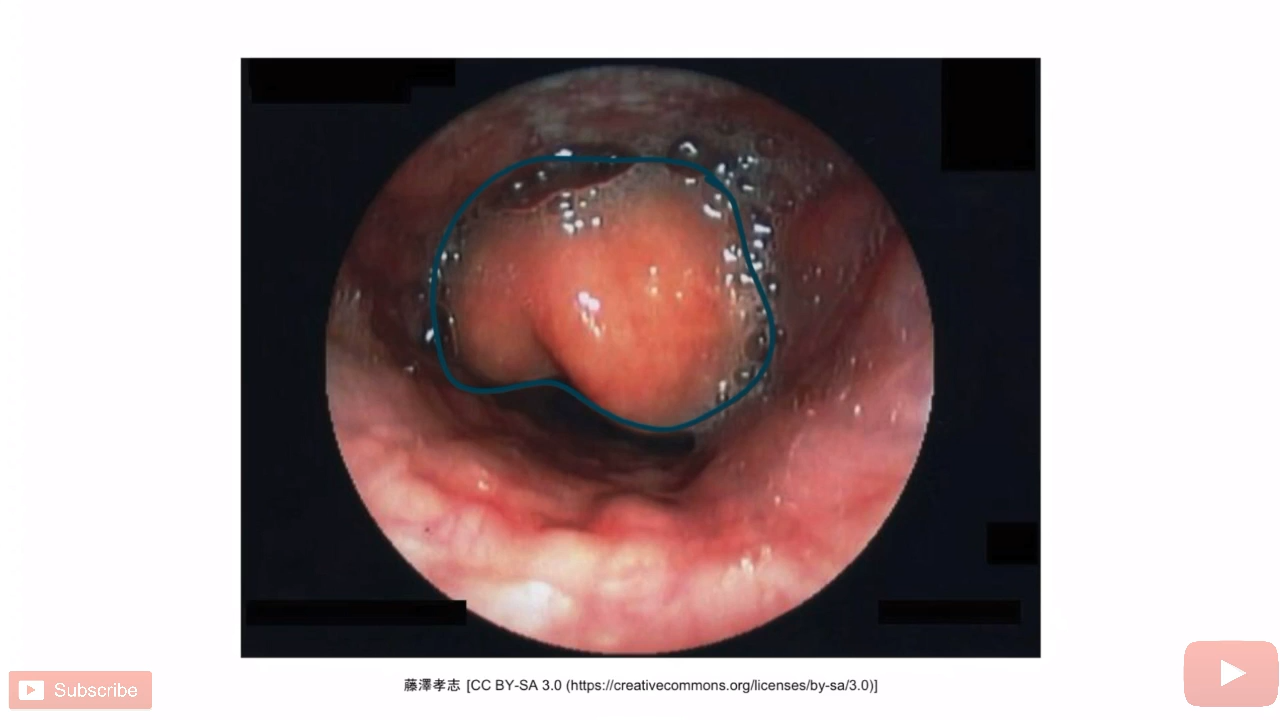 藤澤孝志 [CC BY-SA 3.0 (https://creativecommons.org/licenses/by-sa/3.0)]
Subscribe